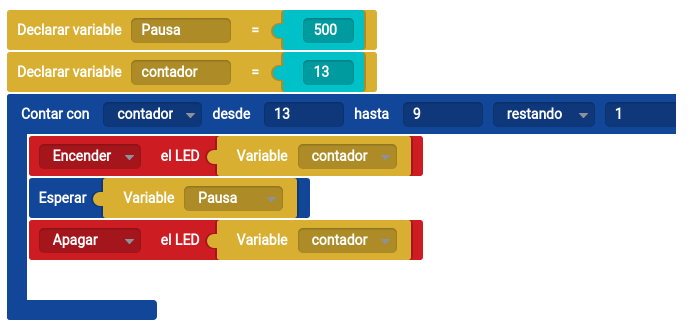 Declarar variable Pausa = 500
Declarar variable contador = 13
Contar con contador desde 13 hasta 9 restando 1
Encender el LED Variable contador
Esperar Variable Pausa
Apagar el LED Variable contador